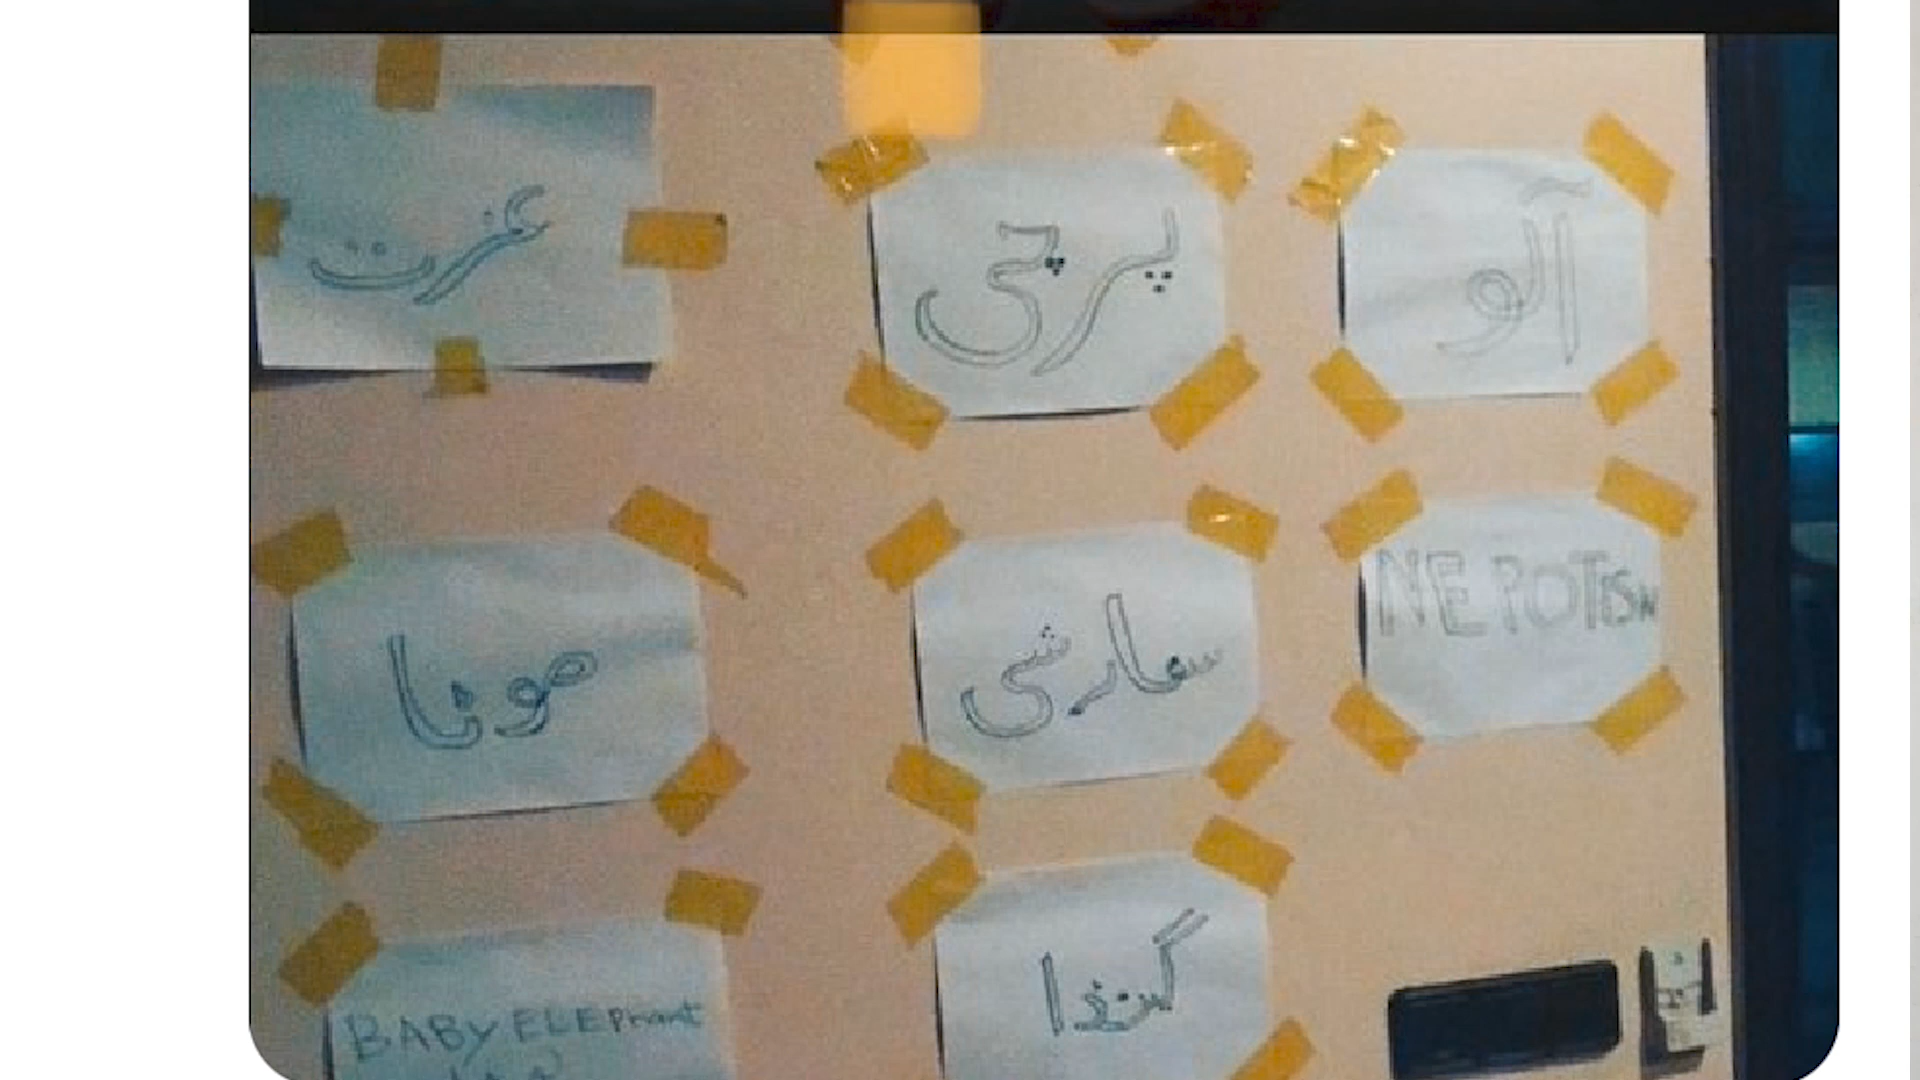 آلو
پرچی
عزت
NEPOTISM
سفارشی
موٹا
گندا
BABY ELEPhant